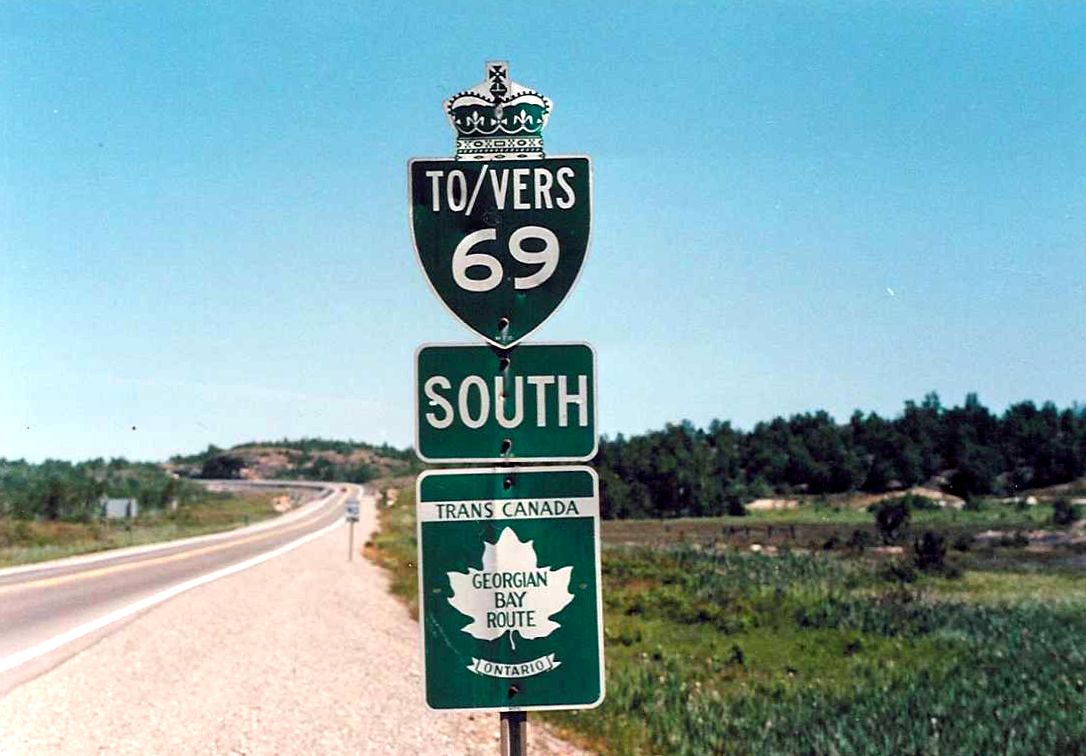 TO/VERS
69
SOUTH
TRANS CANADA
GEORGIAN
BAY
ROUTE
ONTARIO